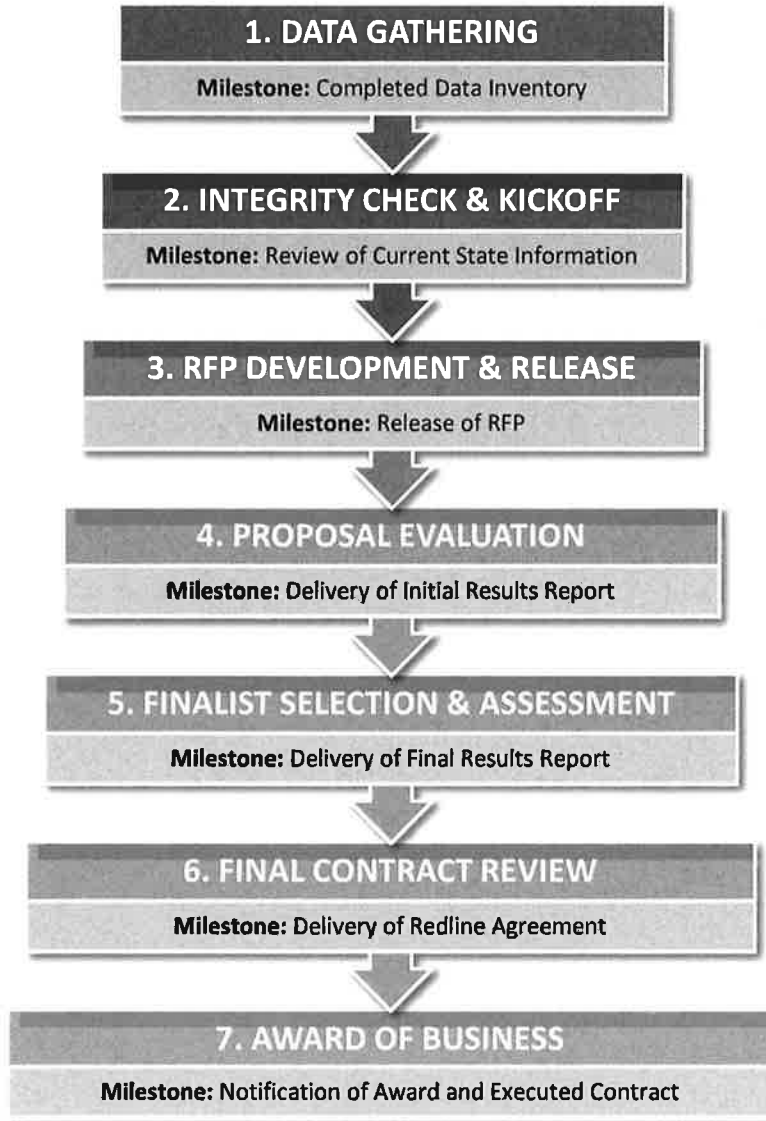 1. DATA GATHERING
Milestone: Completed Data Inventory
2. INTEGRITY CHECK & KICKOFF
Milestone: Review of Current State Information
3. RFP DEVELOPMENT & RELEASE
Milestone: Release of RFP
4. PROPOSAL EVALUATION
Milestone: Delivery of Initial Results Report
5. FINALIST SELECTION & ASSESSMENT
Milestone: Delivery of Final Results Report
6. FINAL CONTRACT REVIEW
Milestone: Delivery of Redline Agreement
7. AWARD OF BUSINESS
Milestone: Notification of Award and Executed Contract